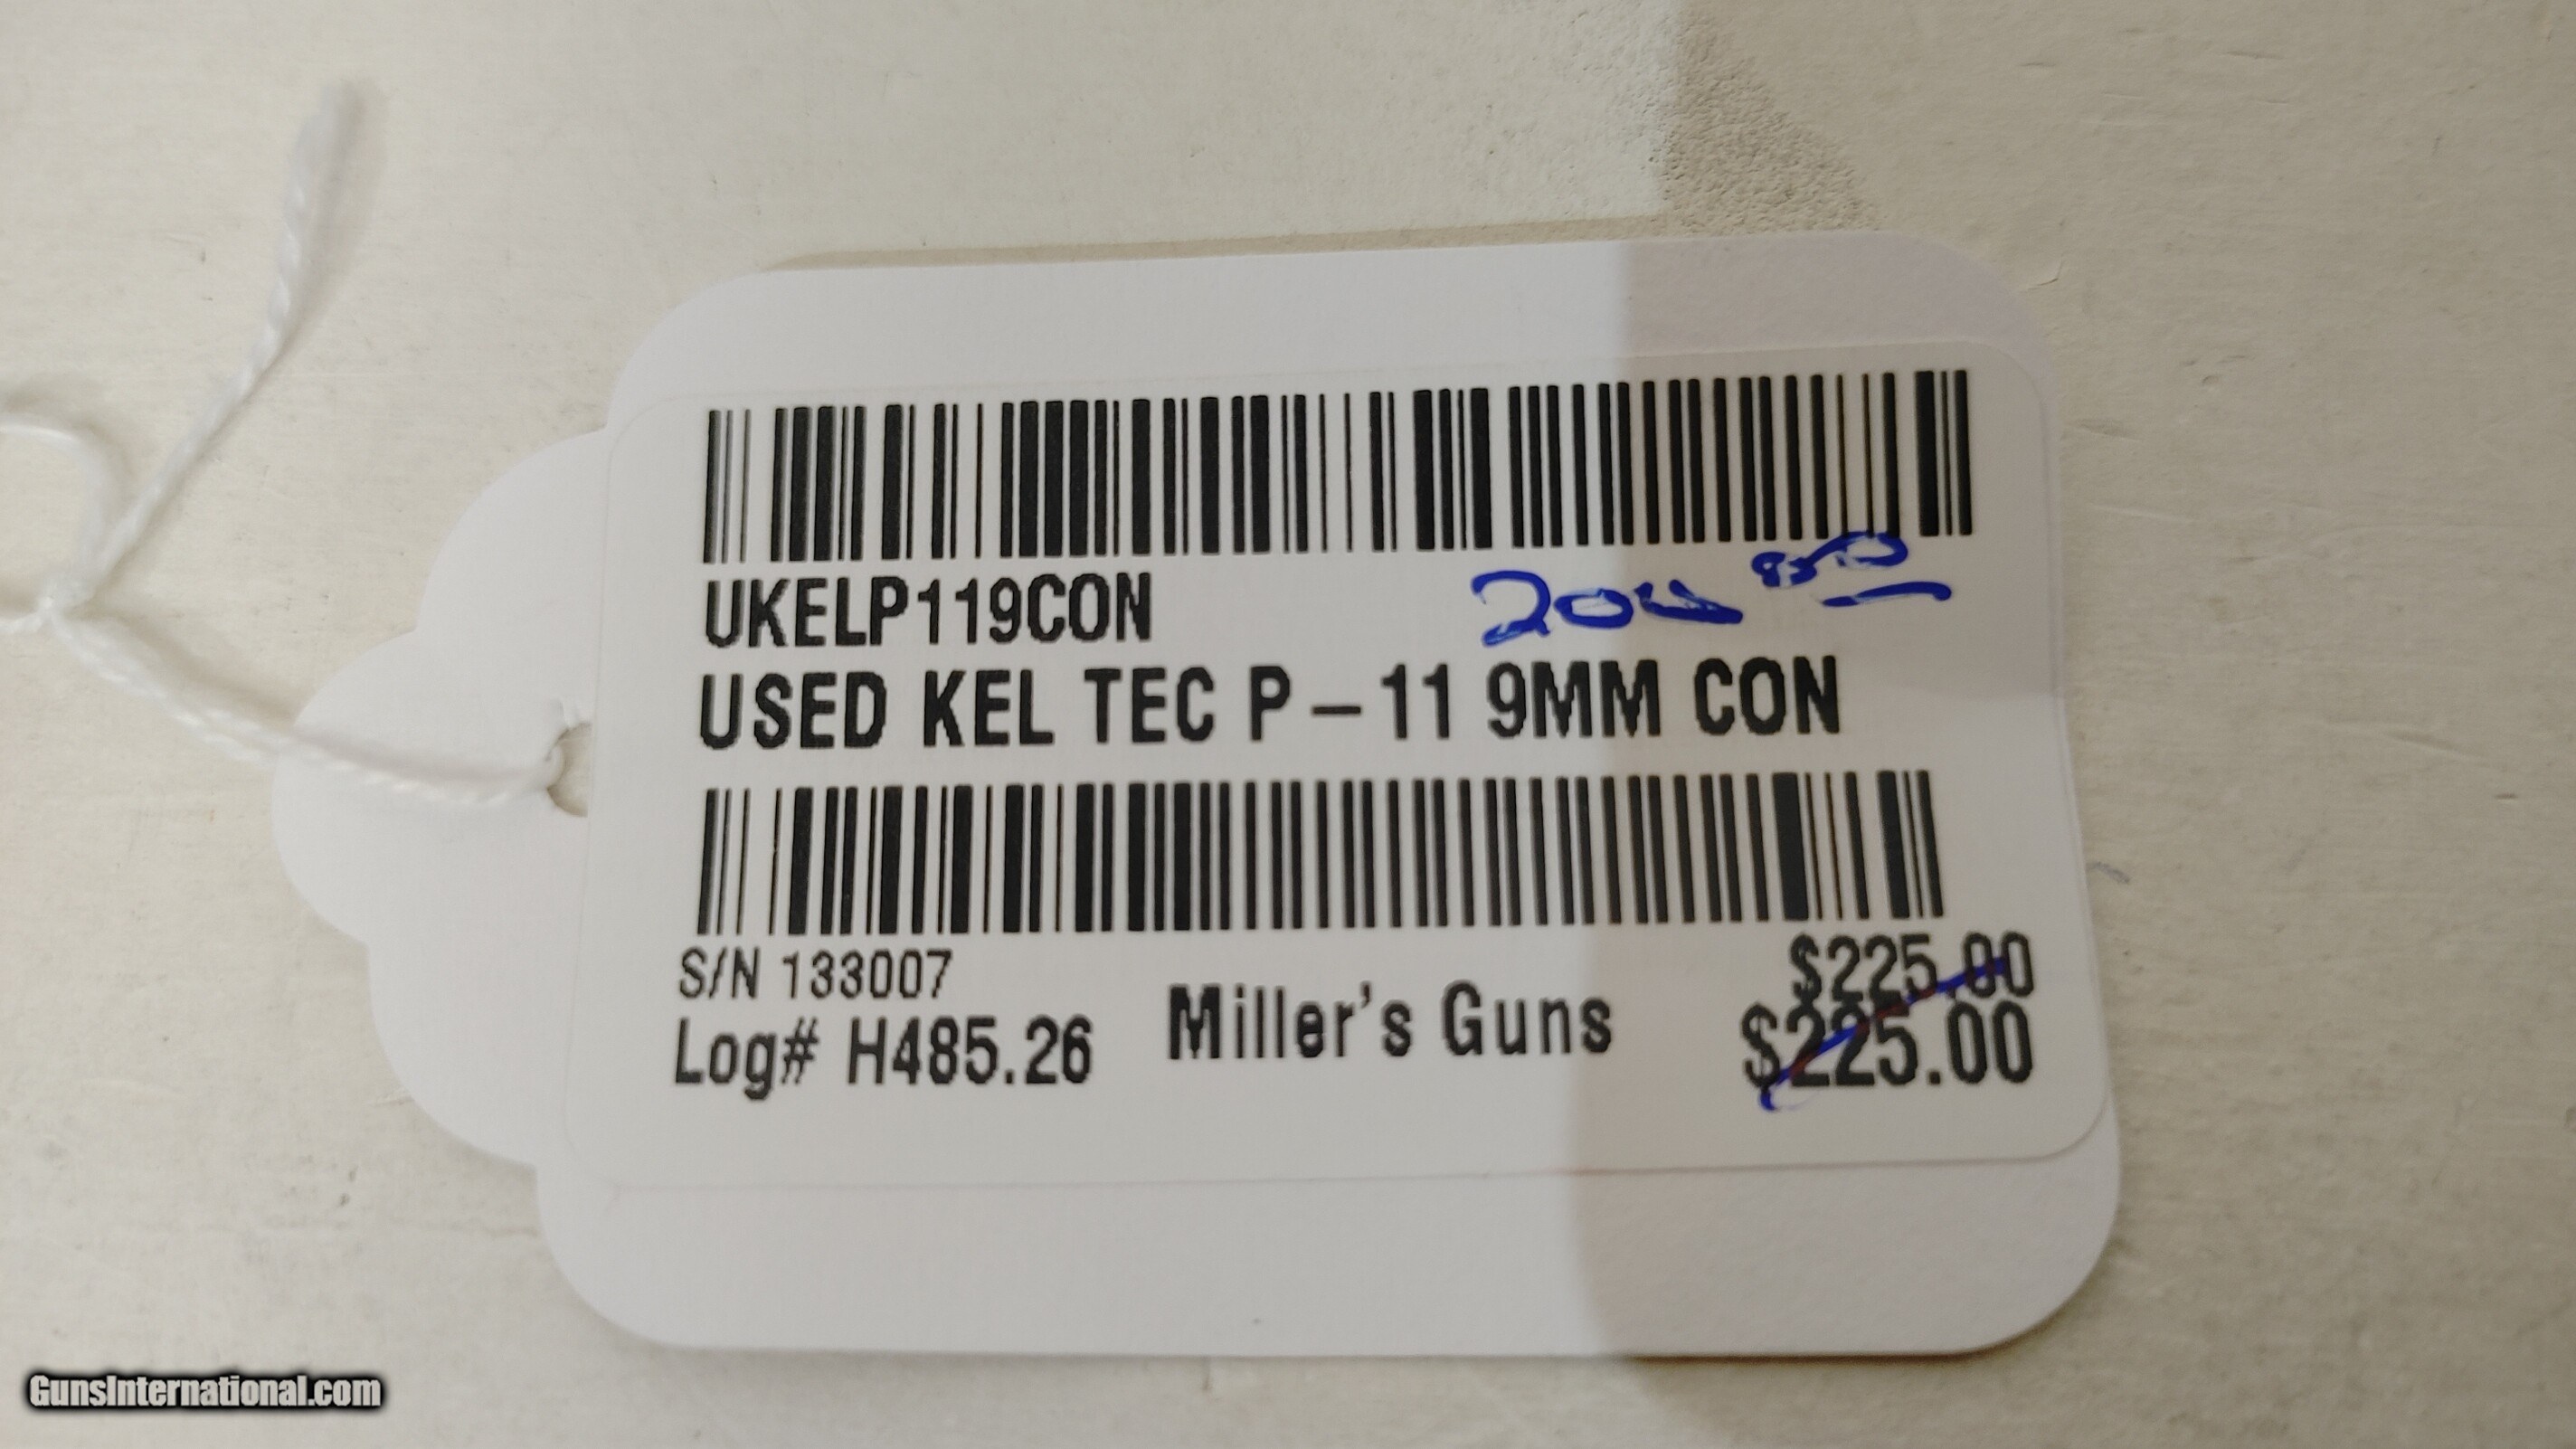 UKELP119CON
USED KEL TEC P-11 9MM CON
S/N 133007
$225.00
Log# H485.26
Miller's Guns
$225.00
GunsInternational.com